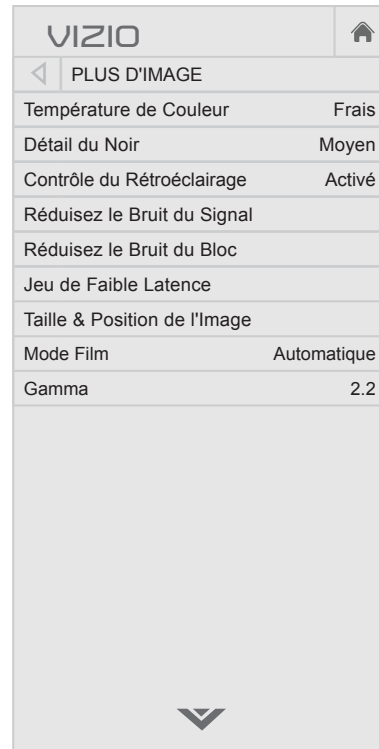 VIZIO
PLUS D'IMAGE
Température de Couleur Frais
Détail du Noir Moyen
Contrôle du Rétroéclairage Activé
Réduisez le Bruit du Signal
Réduisez le Bruit du Bloc
Jeu de Faible Latence
Taille & Position de l'Image
Mode Film Automatique
Gamma 2.2